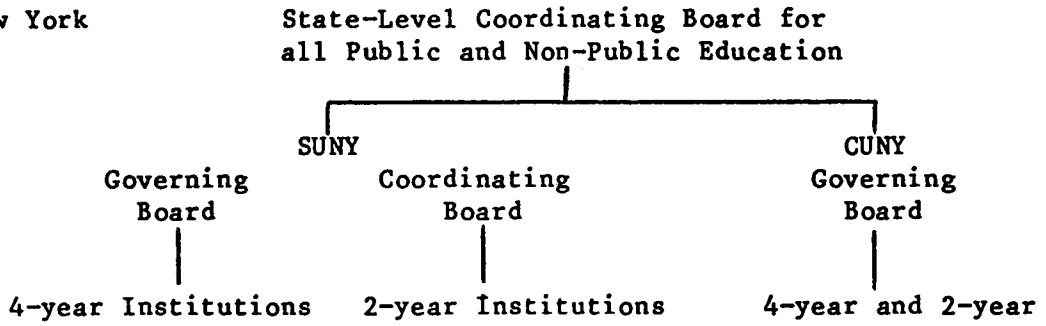 York State-Level Coordinating Board for
all Public and Non-Public Education
SUNY CUNY
Governing Coordinating Governing
Board Board Board
4-year Institutions 2-year Institutions 4-year and 2-year